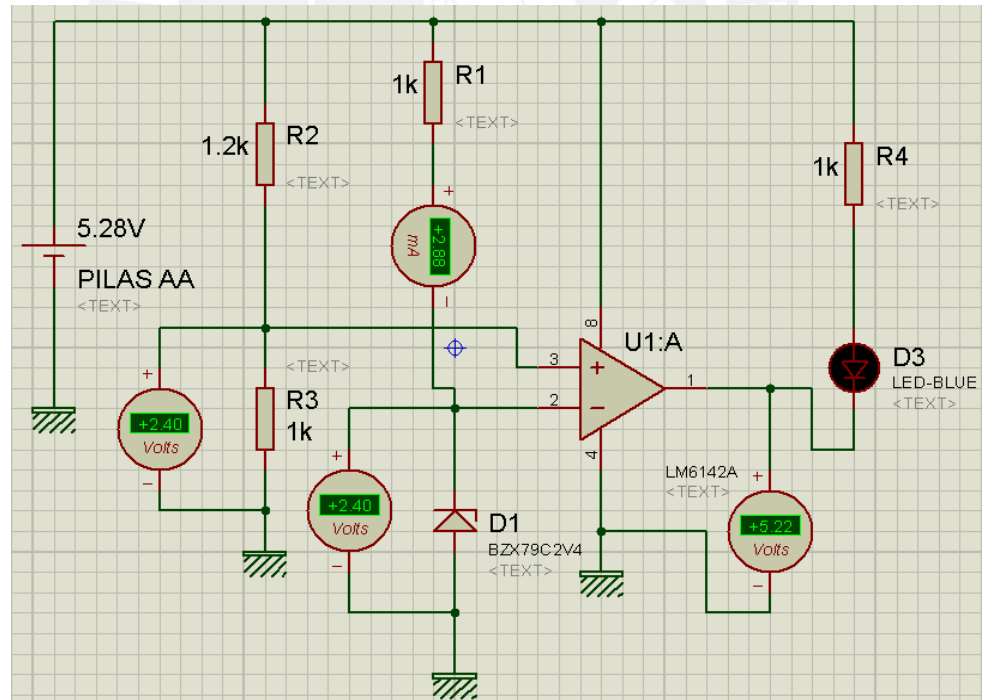 1k
R1
<TEXT>
1.2k
R2
<TEXT>
1k
R4
<TEXT>
5.28V
PILAS AA
<TEXT>
+
+2.88
mA
−
8
U1:A
3
+
1
2
−
4
LM6142A
<TEXT>
D3
LED-BLUE
<TEXT>
<TEXT>
R3
1k
+
+2.40
Volts
−
+
+2.40
Volts
−
D1
BZX79C2V4
<TEXT>
+
+5.22
Volts
−